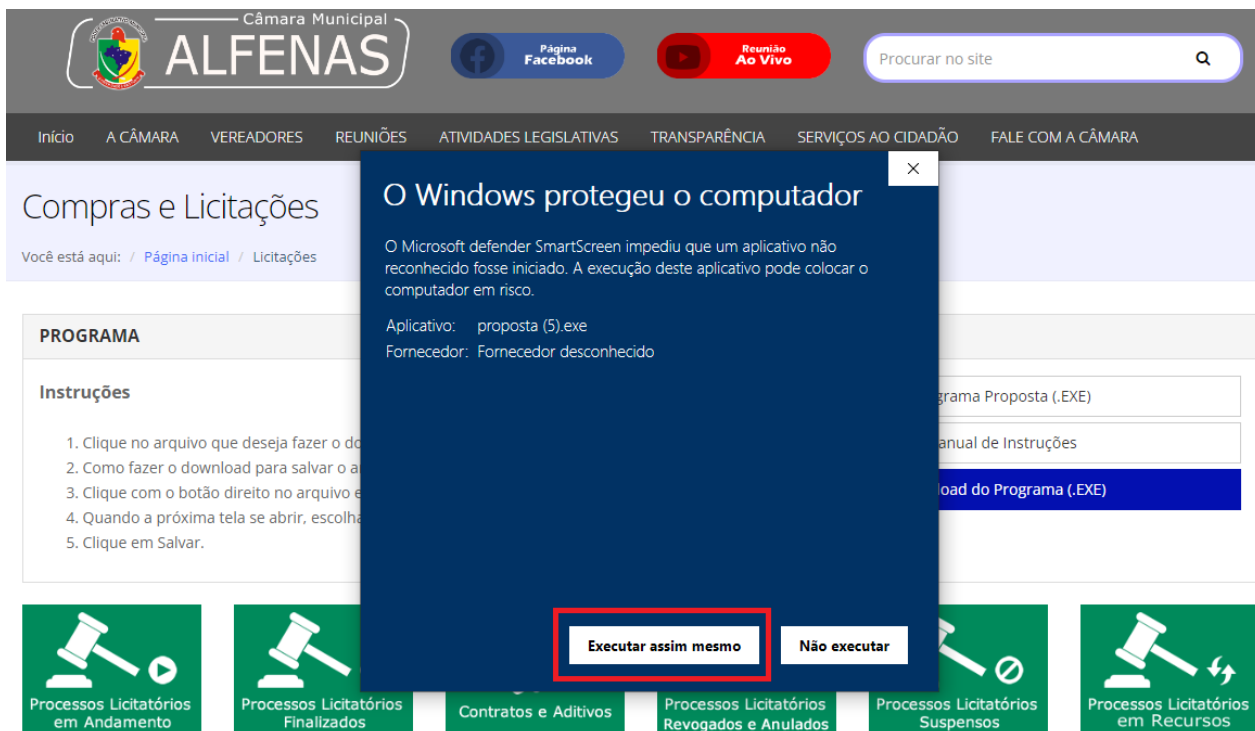 Câmara Municipal
ALFENAS
Página
Facebook
Reunião
Ao Vivo
Procurar no site
Início A CÂMARA VEREADORES REUNIÕES ATIVIDADES LEGISLATIVAS TRANSPARÊNCIA SERVIÇOS AO CIDADÃO FALE COM A CÂMARA
Compras e Licitações
Você está aqui: / Página inicial / Licitações
O Windows protegeu o computador
O Microsoft defender SmartScreen impediu que um aplicativo não
reconhecido fosse iniciado. A execução deste aplicativo pode colocar o
computador em risco.
Aplicativo: proposta (5).exe
Fornecedor: Fornecedor desconhecido
Executar assim mesmo
Não executar
PROGRAMA
Instruções
1. Clique no arquivo que deseja fazer o do
2. Como fazer o download para salvar o a
3. Clique com o botão direito no arquivo e
4. Quando a próxima tela se abrir, escolha
5. Clique em Salvar.
grama Proposta (.EXE)
anual de Instruções
load do Programa (.EXE)
Processos Licitatórios
em Andamento
Processos Licitatórios
Finalizados
Contratos e Aditivos
Processos Licitatórios
Revogados e Anulados
Processos Licitatórios
Suspensos
Processos Licitatórios
em Recursos